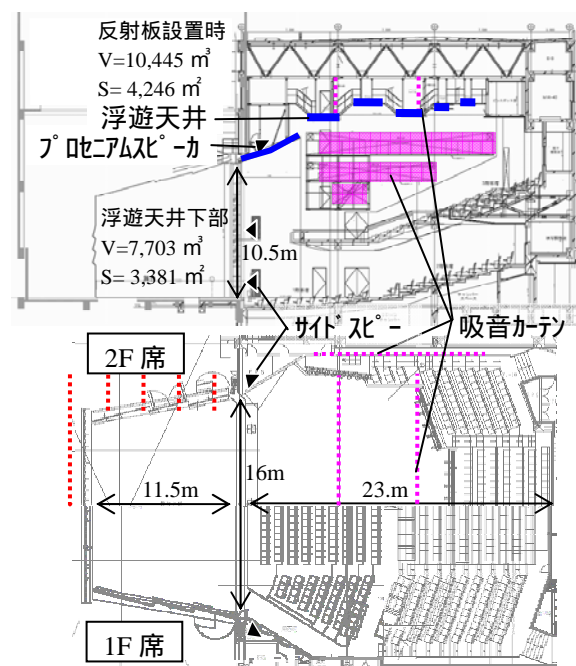 反射板設置時
V=10,445 ㎥
S= 4,246 ㎡
浮遊天井
ﾌﾟﾛｾﾆｱﾑｽﾋﾟｰｶ
浮遊天井下部
V=7,703 ㎥
S= 3,381 ㎡
10.5m
ｻｲﾄﾞｽﾋﾟｰ
吸音ｶｰﾃﾝ
2F 席
16m
11.5m
23.m
1F 席